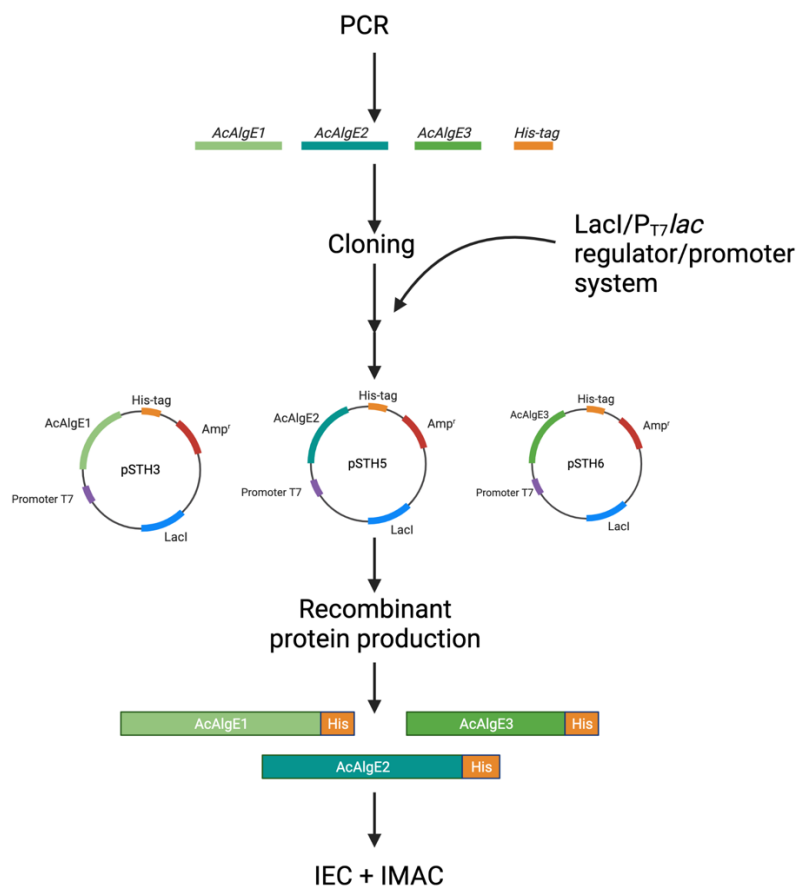 PCR
AcAlgE1 AcAlgE2 AcAlgE3 His-tag
Cloning
LacI/PT7lac
regulator/promoter
system
His-tag
AcAlgE1
Ampr
pSTH3
Promoter T7
LacI
His-tag
AcAlgE2
Ampr
pSTH5
Promoter T7
LacI
His-tag
AcAlgE3
Ampr
pSTH6
Promoter T7
LacI
Recombinant
protein production
AcAlgE1 His
AcAlgE3 His
AcAlgE2 His
IEC + IMAC